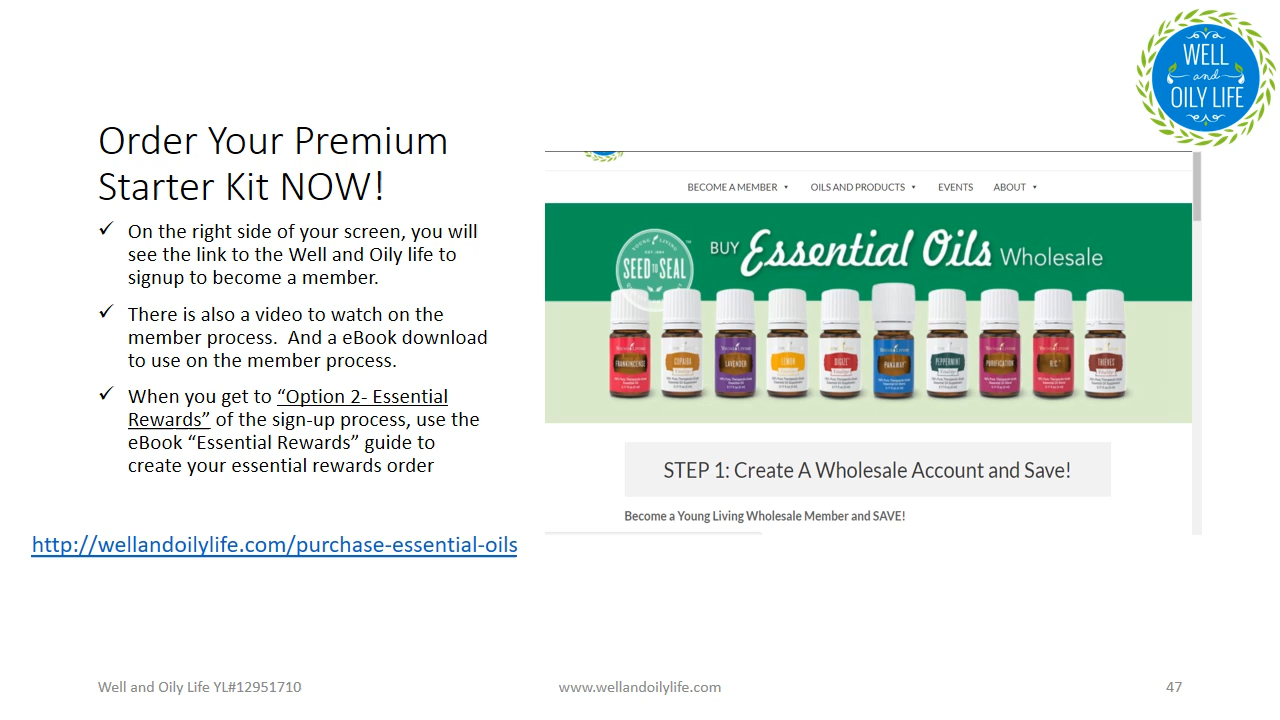 WELL
and
OILY LIFE
Order Your Premium
Starter Kit NOW!
✓ On the right side of your screen, you will
see the link to the Well and Oily life to
signup to become a member.
✓ There is also a video to watch on the
member process.  And a eBook download
to use on the member process.
✓ When you get to “Option 2- Essential
Rewards” of the sign-up process, use the
eBook “Essential Rewards” guide to
create your essential rewards order
http://wellandoilylife.com/purchase-essential-oils
BECOME A MEMBER ▾ OILS AND PRODUCTS ▾ EVENTS ABOUT ▾
BUY Essential Oils Wholesale
YOUNG LIVING
SEED TO SEAL
FRANKINCENSE
COPAIBA
LAVENDER
LEMON
DIGIZE
PANAWAY
PEPPERMINT
PURIFICATION
R.C.
THIEVES
STEP 1: Create A Wholesale Account and Save!
Become a Young Living Wholesale Member and SAVE!
Well and Oily Life YL#12951710
www.wellandoilylife.com
47